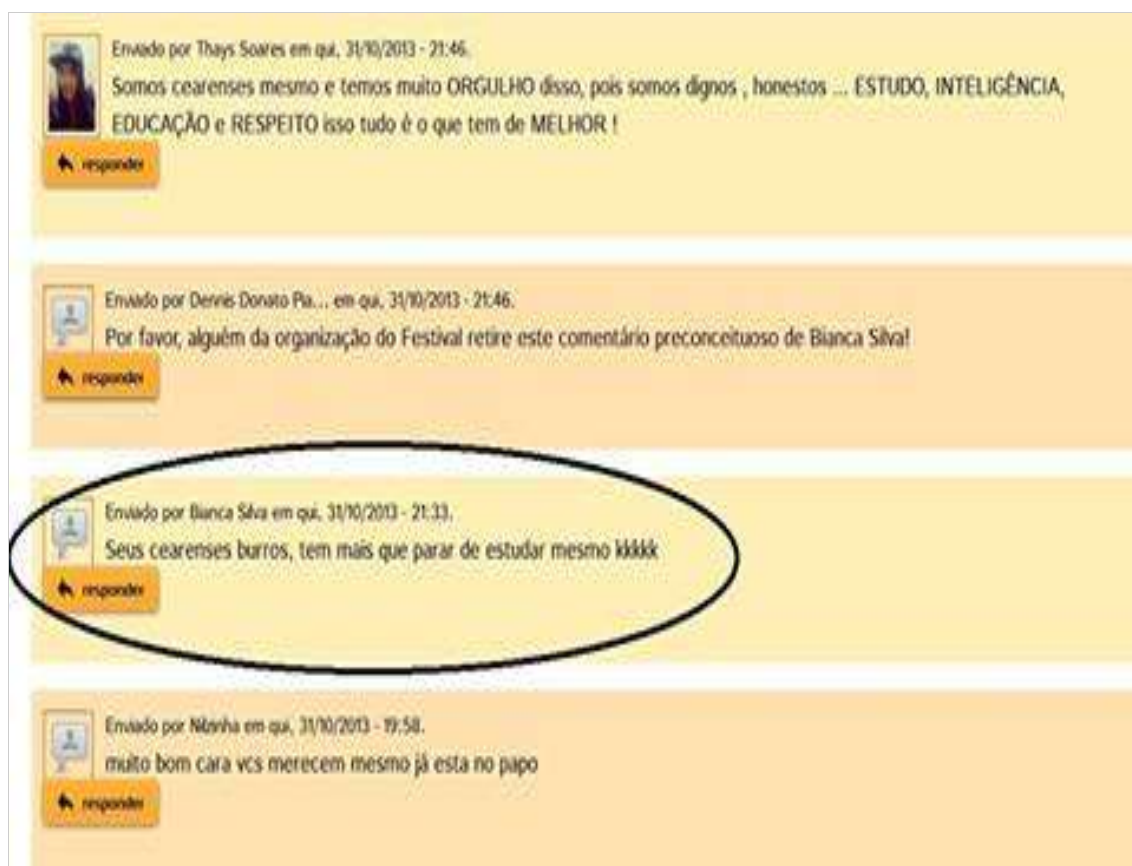 Enviado por Thays Soares em qui, 31/10/2013 - 21:46.
Somos cearenses mesmo e temos muito ORGULHO disso, pois somos dignos , honestos ... ESTUDO, INTELIGÊNCIA,
EDUCAÇÃO e RESPEITO isso tudo é o que tem de MELHOR !
responder
Enviado por Dennis Donato Pia... em qui, 31/10/2013 - 21:46.
Por favor, alguém da organização do Festival retire este comentário preconceituoso de Bianca Silva!
responder
Enviado por Bianca Silva em qui, 31/10/2013 - 21:33.
Seus cearenses burros, tem mais que parar de estudar mesmo kkkkk
responder
Enviado por em qui, 31/10/2013 - 19:58.
muito bom cara vcs merecem mesmo já esta no papo
responder